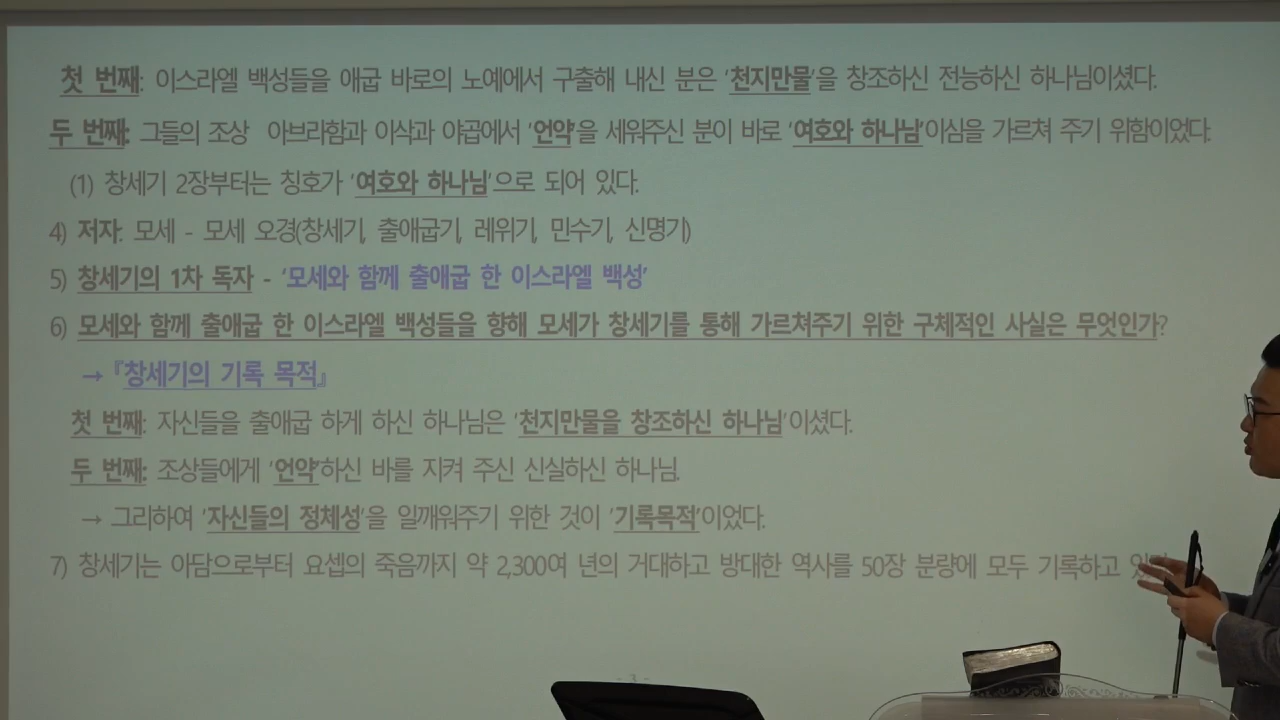 첫 번째: 이스라엘 백성들을 애굽 바로의 노예에서 구출해 내신 분은 '천지만물'을 창조하신 전능하신 하나님이셨다.
두 번째: 그들의 조상 아브라함과 이삭과 야곱에서 '언약'을 세워주신 분이 바로 '여호와 하나님'이심을 가르쳐 주기 위함이었다.
(1) 창세기 2장부터는 칭호가 '여호와 하나님'으로 되어 있다.
4) 저자: 모세 - 모세 오경(창세기, 출애굽기, 레위기, 민수기, 신명기)
5) 창세기의 1차 독자 - '모세와 함께 출애굽 한 이스라엘 백성'
6) 모세와 함께 출애굽 한 이스라엘 백성들을 향해 모세가 창세기를 통해 가르쳐주기 위한 구체적인 사실은 무엇인가?
→ 『창세기의 기록 목적』
첫 번째: 자신들을 출애굽 하게 하신 하나님은 '천지만물을 창조하신 하나님'이셨다.
두 번째: 조상들에게 '언약'하신 바를 지켜 주신 신실하신 하나님.
→ 그리하여 '자신들의 정체성'을 일깨워주기 위한 것이 '기록목적'이었다.
7) 창세기는 아담으로부터 요셉의 죽음까지 약 2,300여 년의 거대하고 방대한 역사를 50장 분량에 모두 기록하고
- 3 -